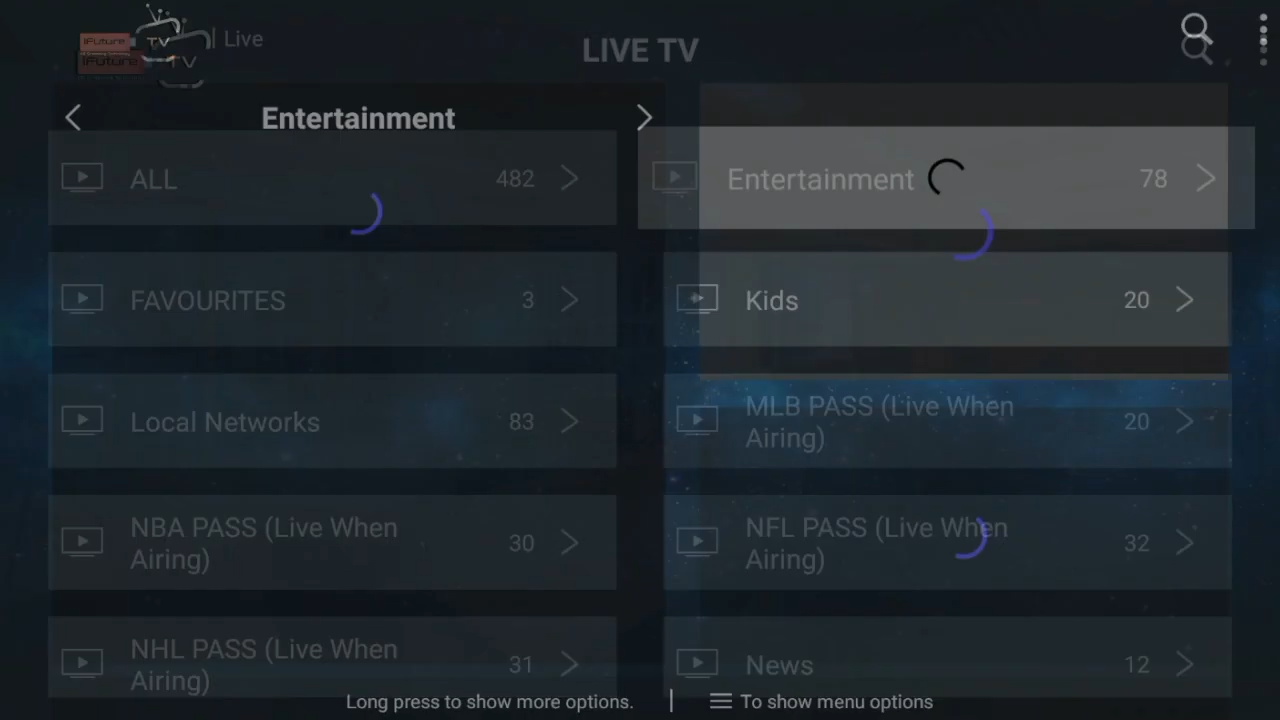 iFuture TV | Live
iFuture TV
LIVE TV
Entertainment
ALL 482
Entertainment 78
FAVOURITES 3
Kids 20
Local Networks 83
MLB PASS (Live When
Airing) 20
NBA PASS (Live When
Airing) 30
NFL PASS (Live When
Airing) 32
NHL PASS (Live When
Airing) 31
News 12
Long press to show more options. | To show menu options